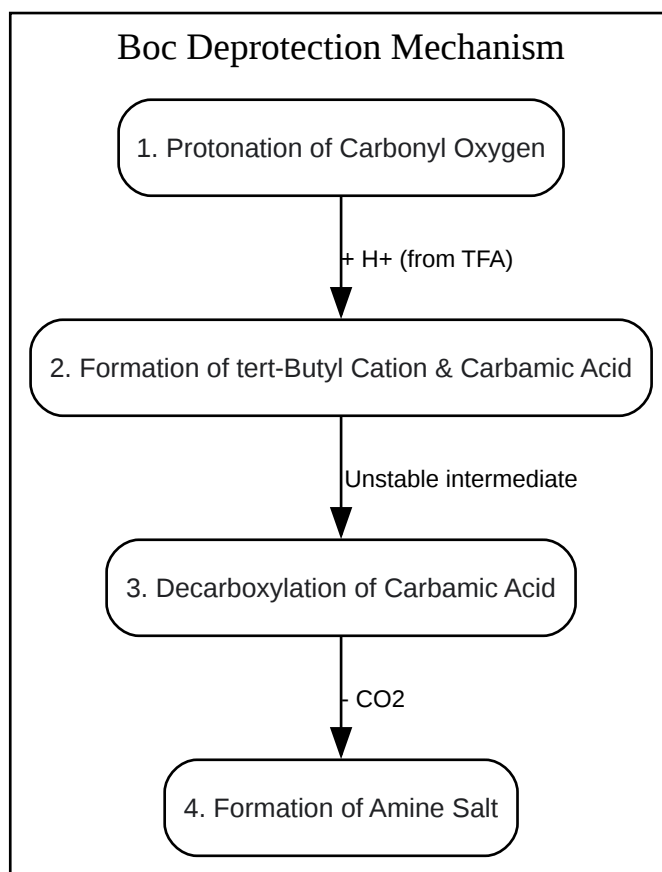 Boc Deprotection Mechanism
1. Protonation of Carbonyl Oxygen
+ H+ (from TFA)
2. Formation of tert-Butyl Cation & Carbamic Acid
Unstable intermediate
3. Decarboxylation of Carbamic Acid
- CO2
4. Formation of Amine Salt